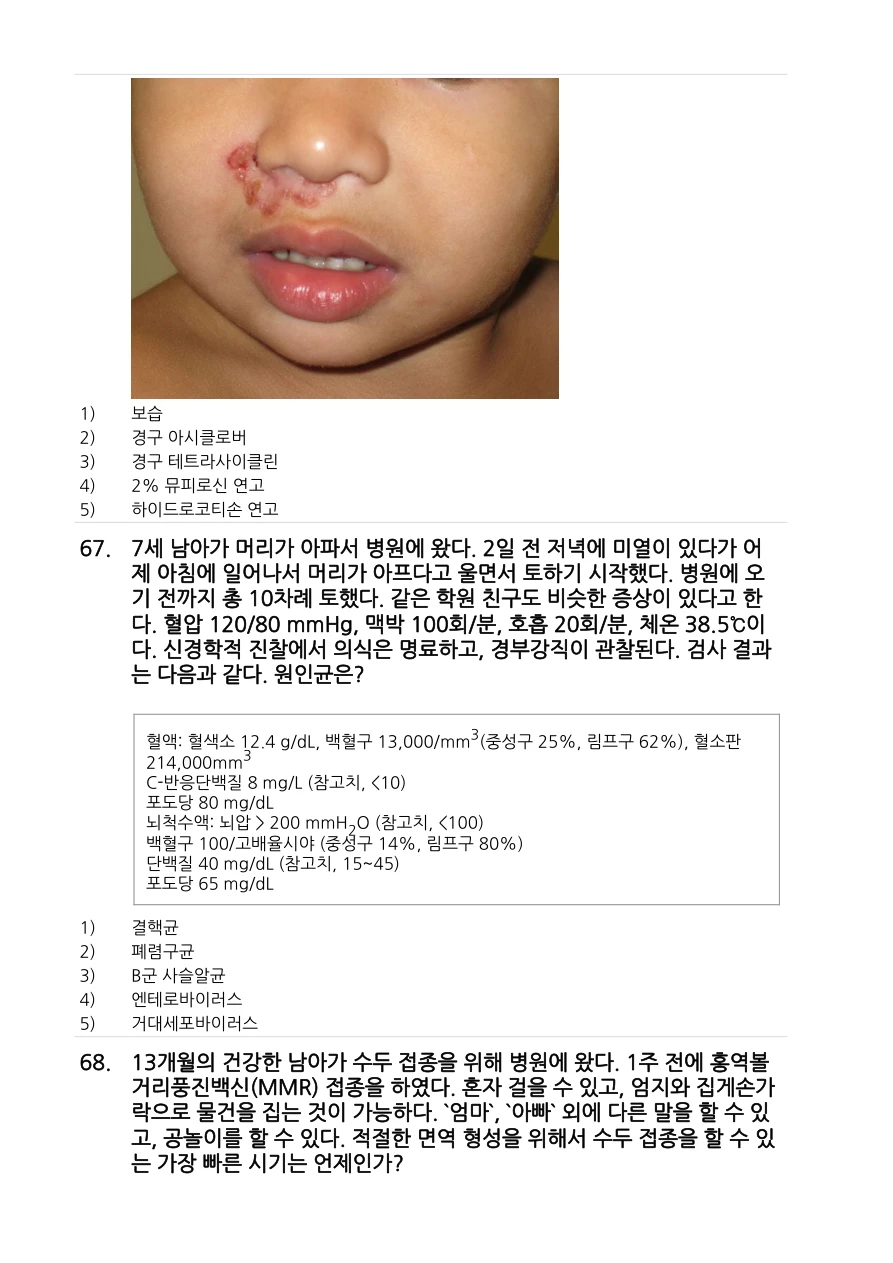 1) 보습
2) 경구 아시클로버
3) 경구 테트라사이클린
4) 2% 뮤피로신 연고
5) 하이드로코티손 연고
67. 7세 남아가 머리가 아파서 병원에 왔다. 2일 전 저녁에 미열이 있다가 어
제 아침에 일어나서 머리가 아프다고 울면서 토하기 시작했다. 병원에 오
기 전까지 총 10차례 토했다. 같은 학원 친구도 비슷한 증상이 있다고 한
다. 혈압 120/80 mmHg, 맥박 100회/분, 호흡 20회/분, 체온 38.5℃이
다. 신경학적 진찰에서 의식은 명료하고, 경부강직이 관찰된다. 검사 결과
는 다음과 같다. 원인균은?
혈액: 혈색소 12.4 g/dL, 백혈구 13,000/mm³(중성구 25%, 림프구 62%), 혈소판
214,000mm³
C-반응단백질 8 mg/L (참고치, <10)
포도당 80 mg/dL
뇌척수액: 뇌압 > 200 mmH₂O (참고치, <100)
백혈구 100/고배율시야 (중성구 14%, 림프구 80%)
단백질 40 mg/dL (참고치, 15~45)
포도당 65 mg/dL
1) 결핵균
2) 폐렴구균
3) B군 사슬알균
4) 엔테로바이러스
5) 거대세포바이러스
68. 13개월의 건강한 남아가 수두 접종을 위해 병원에 왔다. 1주 전에 홍역볼
거리풍진백신(MMR) 접종을 하였다. 혼자 걸을 수 있고, 엄지와 집게손가
락으로 물건을 집는 것이 가능하다. `엄마`, `아빠` 외에 다른 말을 할 수 있
고, 공놀이를 할 수 있다. 적절한 면역 형성을 위해서 수두 접종을 할 수 있
는 가장 빠른 시기는 언제인가?